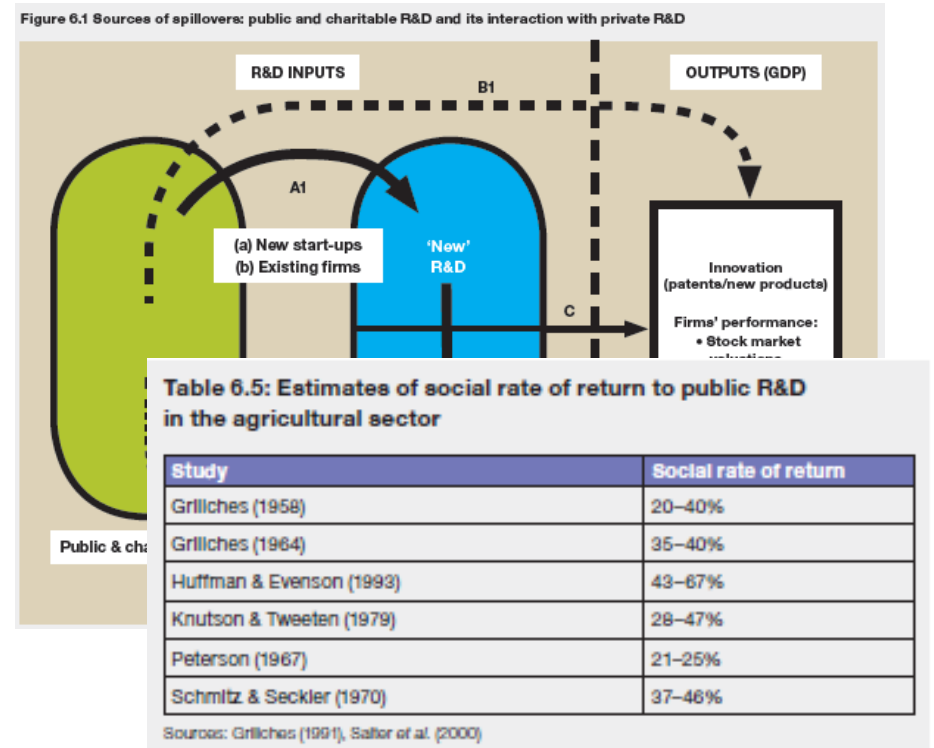 Figure 6.1 Sources of spillovers: public and charitable R&D and its interaction with private R&D
R&D INPUTS
OUTPUTS (GDP)
B1
A1
(a) New start-ups
(b) Existing firms
'New'
R&D
C
Innovation
(patents/new products)
Firms' performance:
• Stock market
valuations
Public & cha
Table 6.5: Estimates of social rate of return to public R&D
in the agricultural sector
Study Social rate of return
Griliches (1958) 20–40%
Griliches (1964) 35–40%
Huffman & Evenson (1993) 43–67%
Knutson & Tweeten (1979) 28–47%
Peterson (1967) 21–25%
Schmitz & Seckler (1970) 37–46%
Sources: Griliches (1991), Salter et al. (2000)